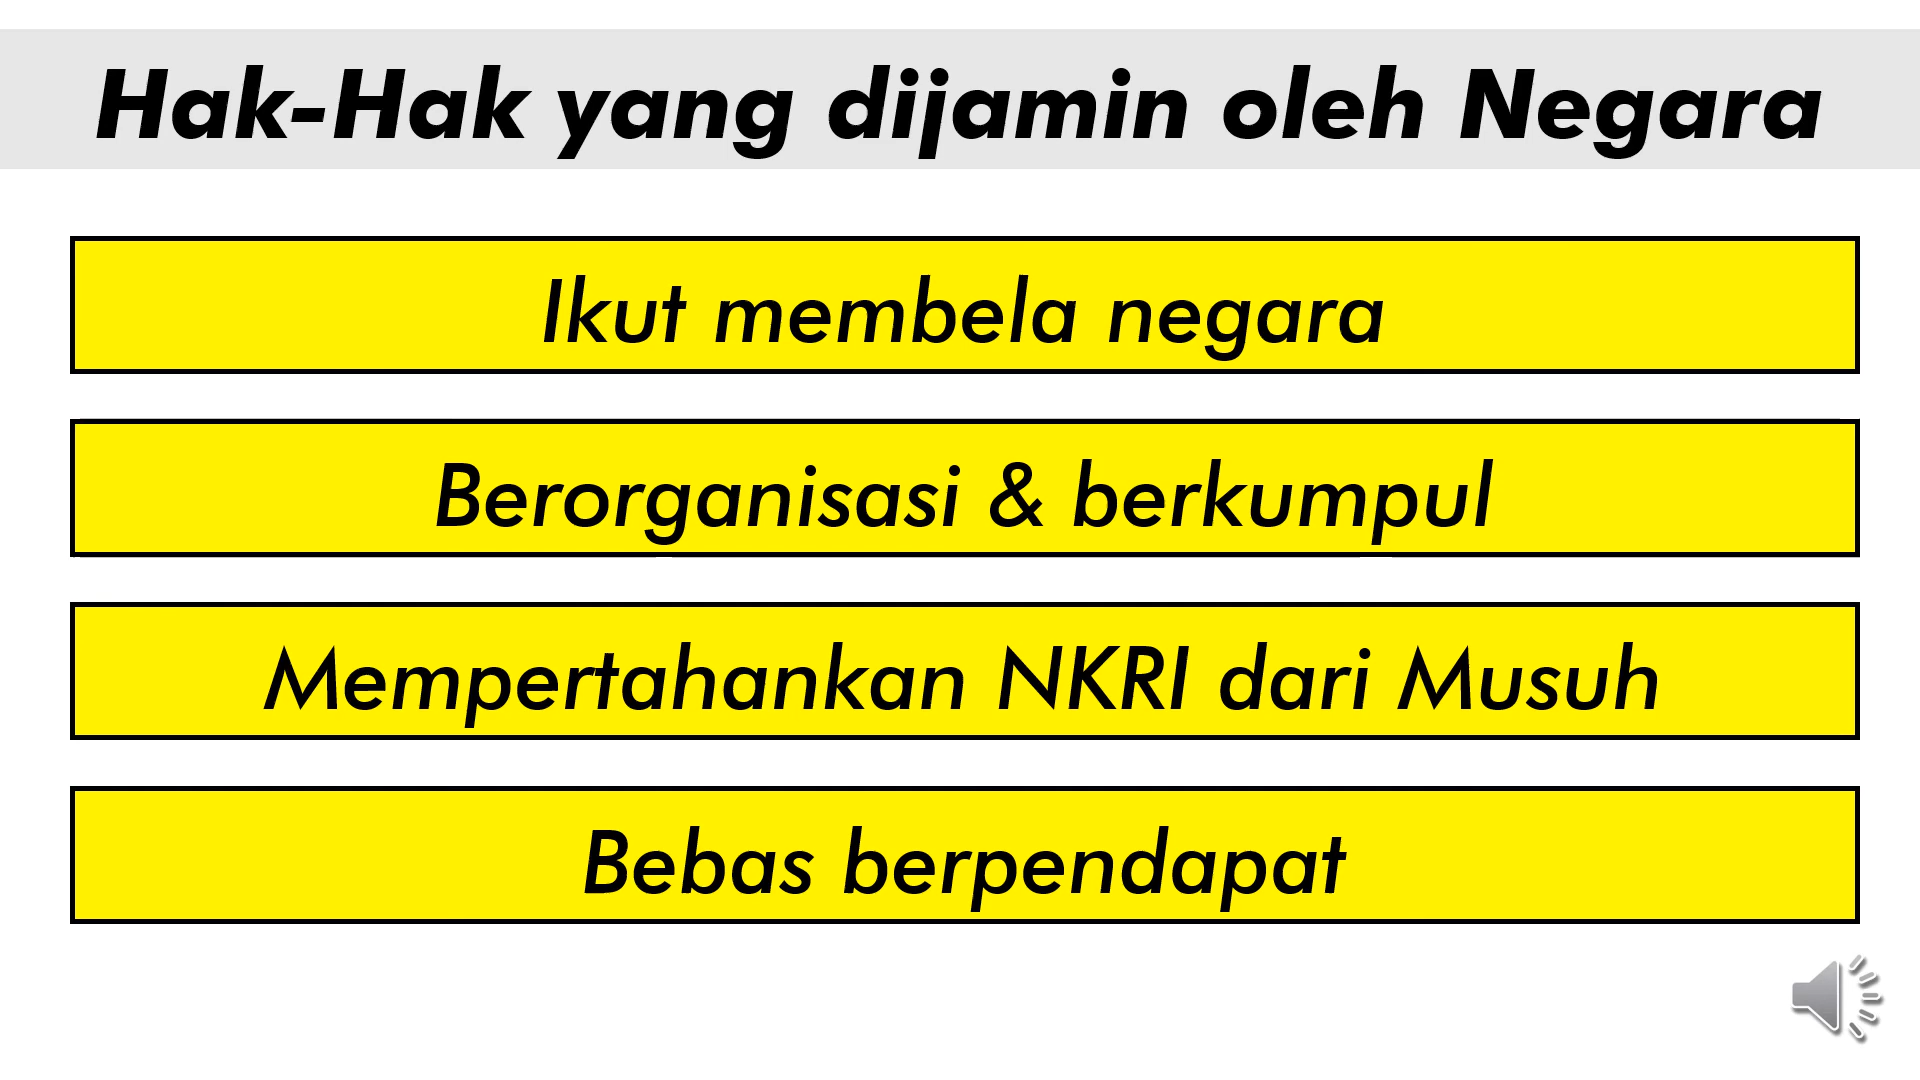 Hak-Hak yang dijamin oleh Negara
Ikut membela negara
Berorganisasi & berkumpul
Mempertahankan NKRI dari Musuh
Bebas berpendapat